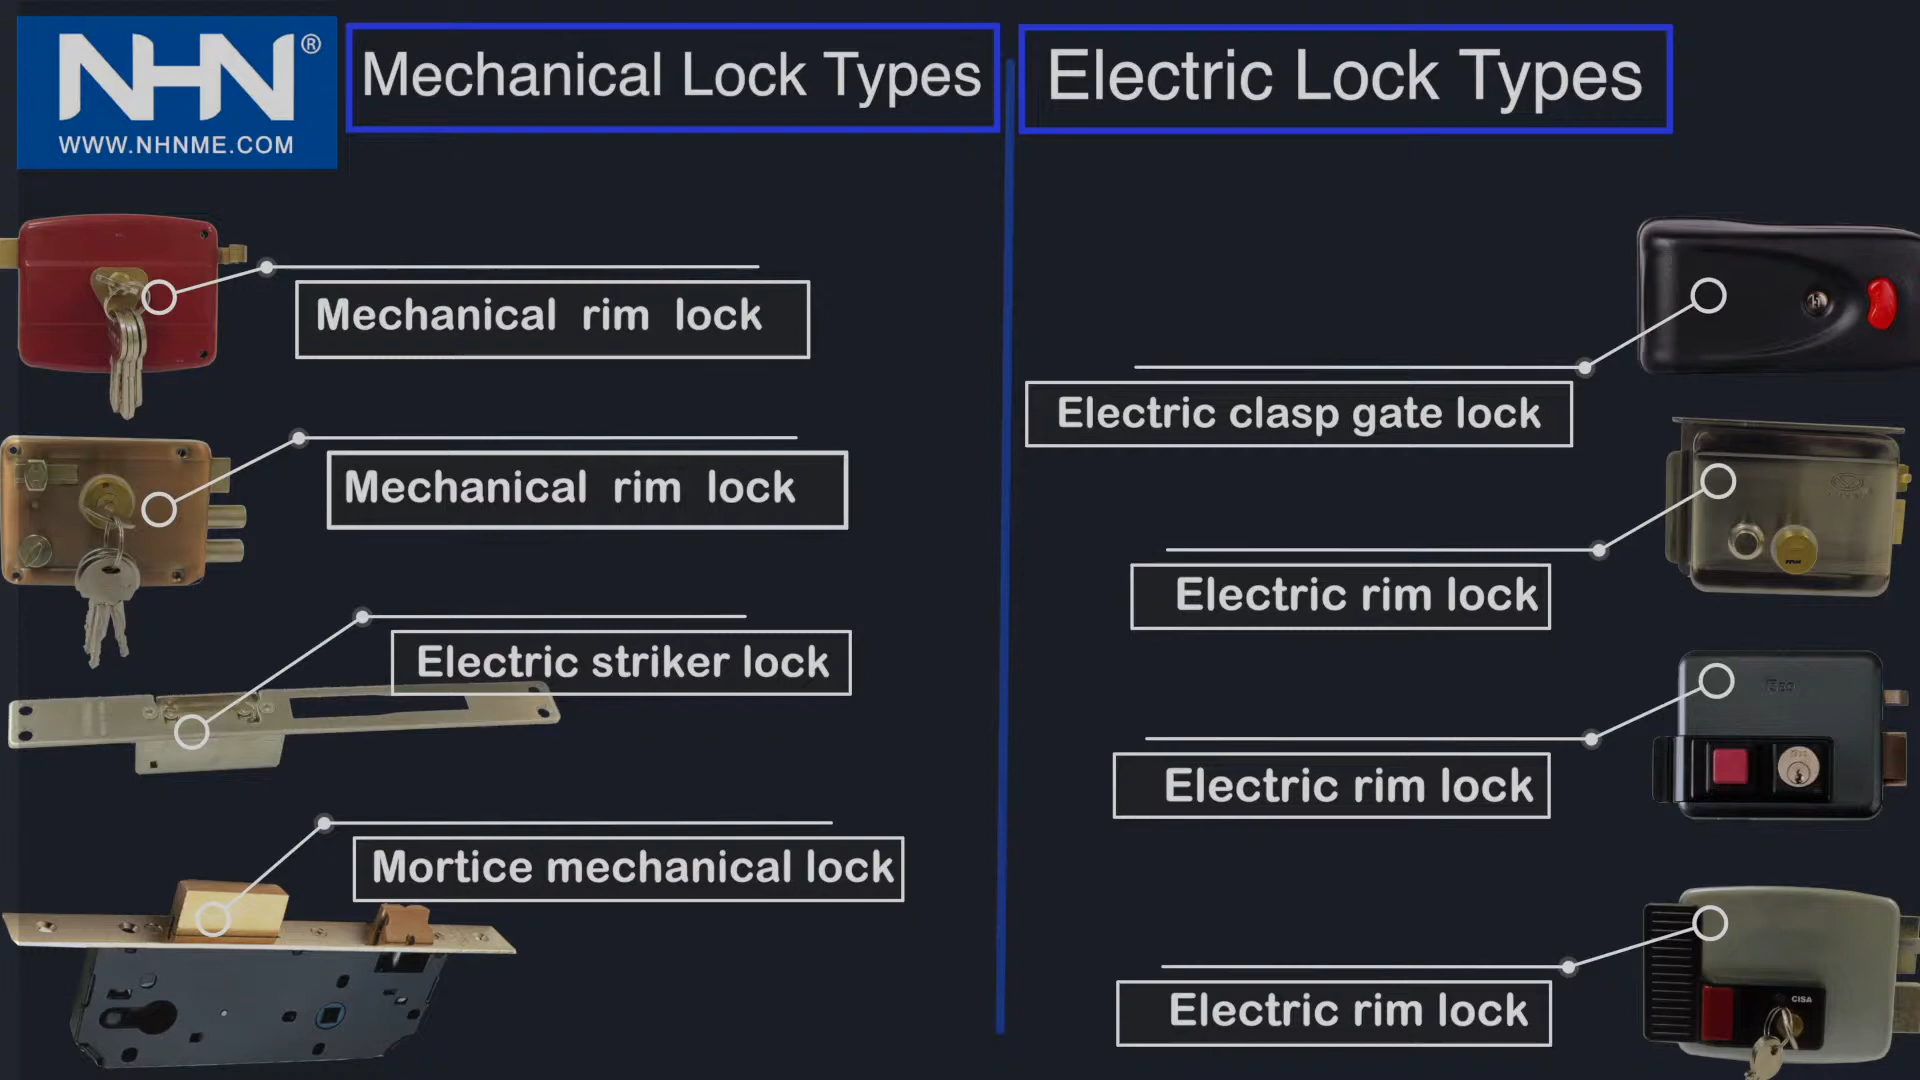 NHN®
WWW.NHNME.COM
Mechanical Lock Types
Mechanical rim lock
Mechanical rim lock
Electric striker lock
Mortice mechanical lock
Electric Lock Types
Electric clasp gate lock
Electric rim lock
Electric rim lock
Electric rim lock
CISA